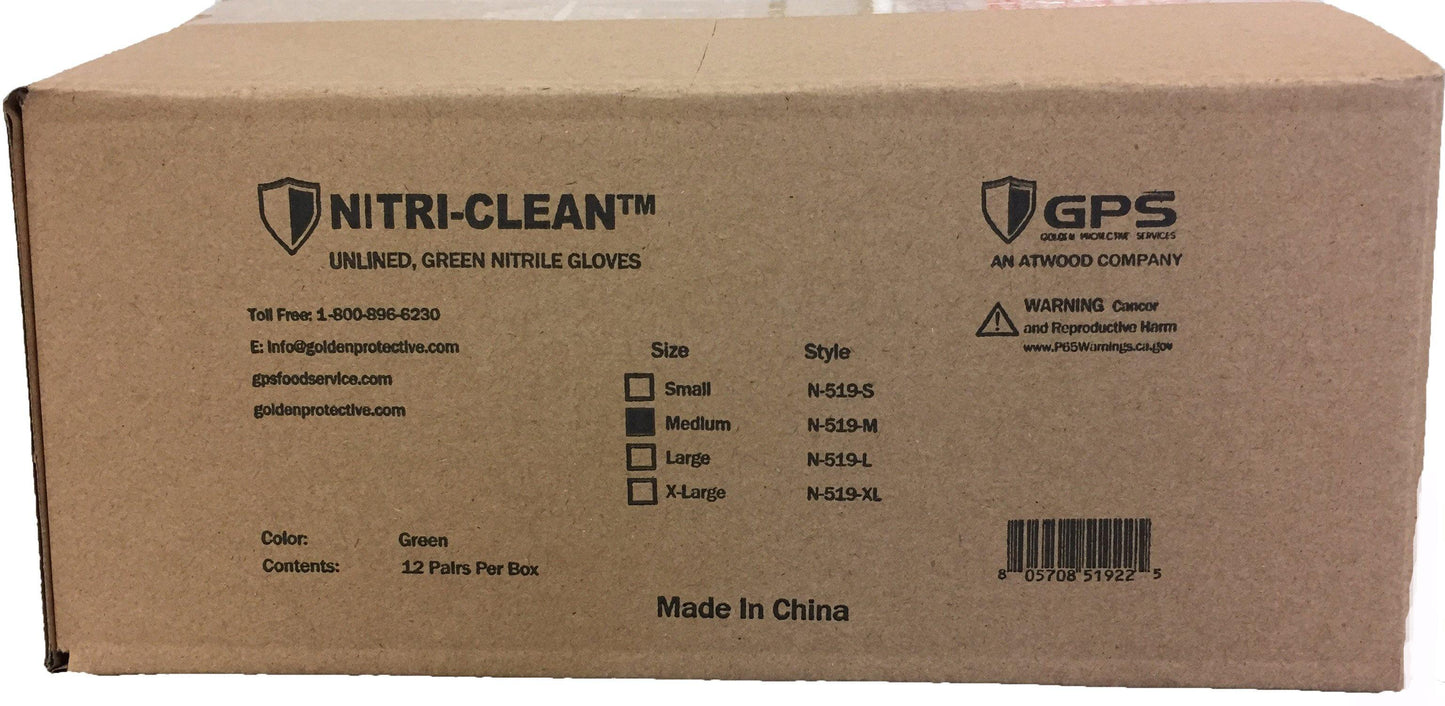 NITRI-CLEAN™
UNLINED, GREEN NITRILE GLOVES
GPS
GOLDEN PROTECTIVE SERVICES
AN ATWOOD COMPANY
Toll Free: 1-800-896-6230
E: Info@goldenprotective.com
gpsfoodservice.com
goldenprotective.com
WARNING Cancer
and Reproductive Harm
www.P65Warnings.ca.gov
Size Style
Small N-519-S
Medium N-519-M
Large N-519-L
X-Large N-519-XL
Color: Green
Contents: 12 Pairs Per Box
8 05708 51922 5
Made In China